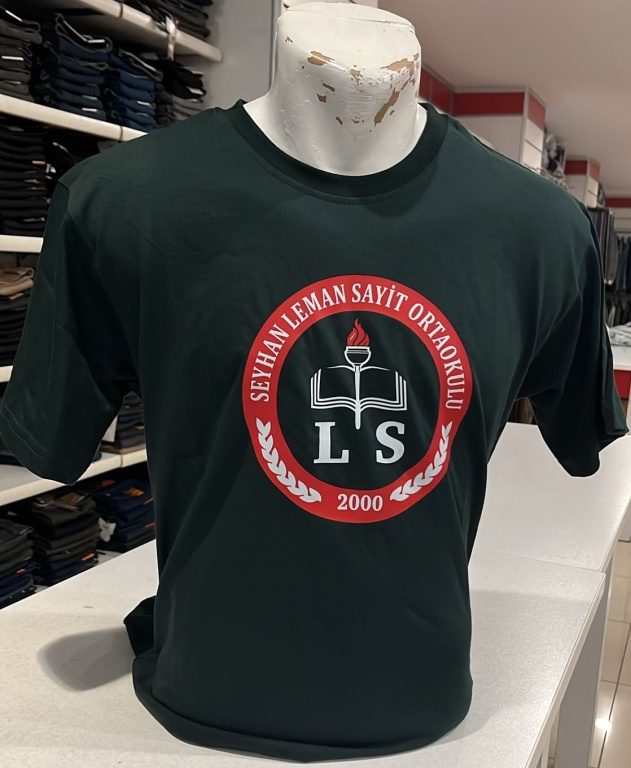 SEYHAN LEMAN SAYİT ORTAOKULU
L S
2000